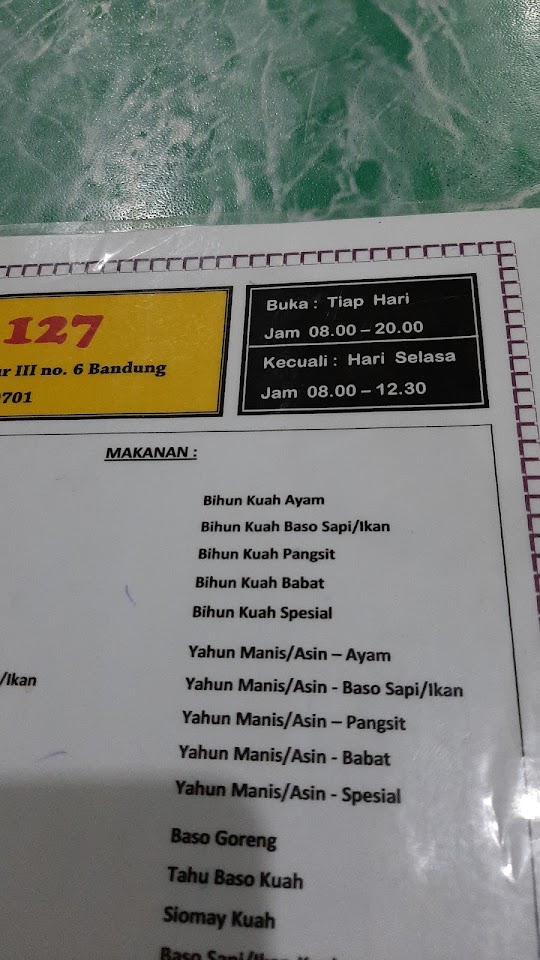 127
III no. 6 Bandung
701
Buka : Tiap Hari
Jam 08.00 – 20.00
Kecuali : Hari Selasa
Jam 08.00 – 12.30
MAKANAN :
/Ikan
Bihun Kuah Ayam
Bihun Kuah Baso Sapi/Ikan
Bihun Kuah Pangsit
Bihun Kuah Babat
Bihun Kuah Spesial
Yahun Manis/Asin – Ayam
Yahun Manis/Asin - Baso Sapi/Ikan
Yahun Manis/Asin – Pangsit
Yahun Manis/Asin - Babat
Yahun Manis/Asin - Spesial
Baso Goreng
Tahu Baso Kuah
Siomay Kuah
Baso